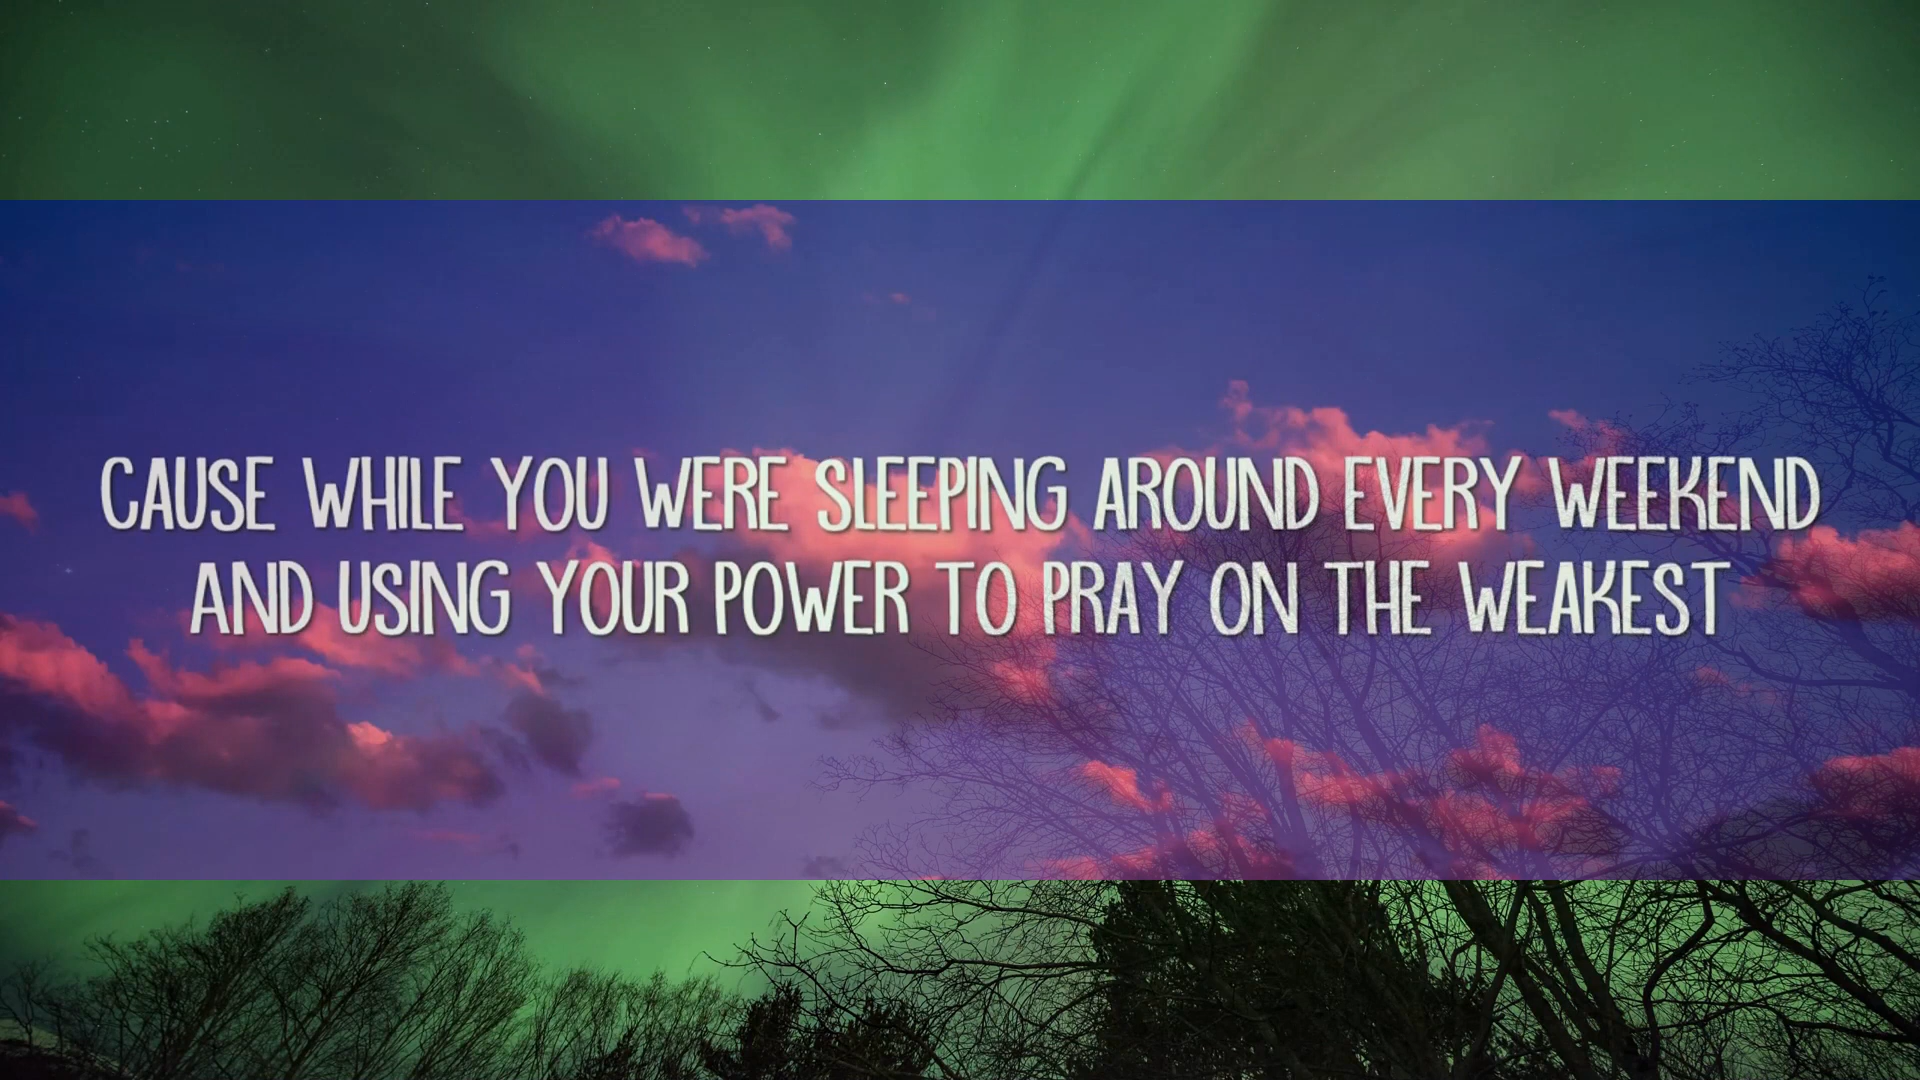 CAUSE WHILE YOU WERE SLEEPING AROUND EVERY WEEKEND
AND USING YOUR POWER TO PRAY ON THE WEAKEST